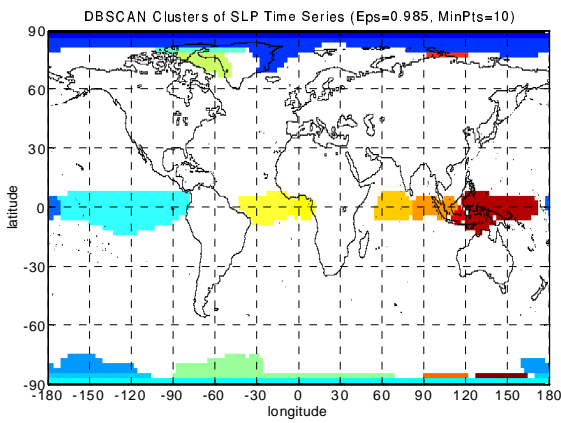 DBSCAN Clusters of SLP Time Series (Eps=0.985, MinPts=10)
90
60
30
0
-30
-60
-90
latitude
-180 -150 -120 -90 -60 -30 0 30 60 90 120 150 180
longitude